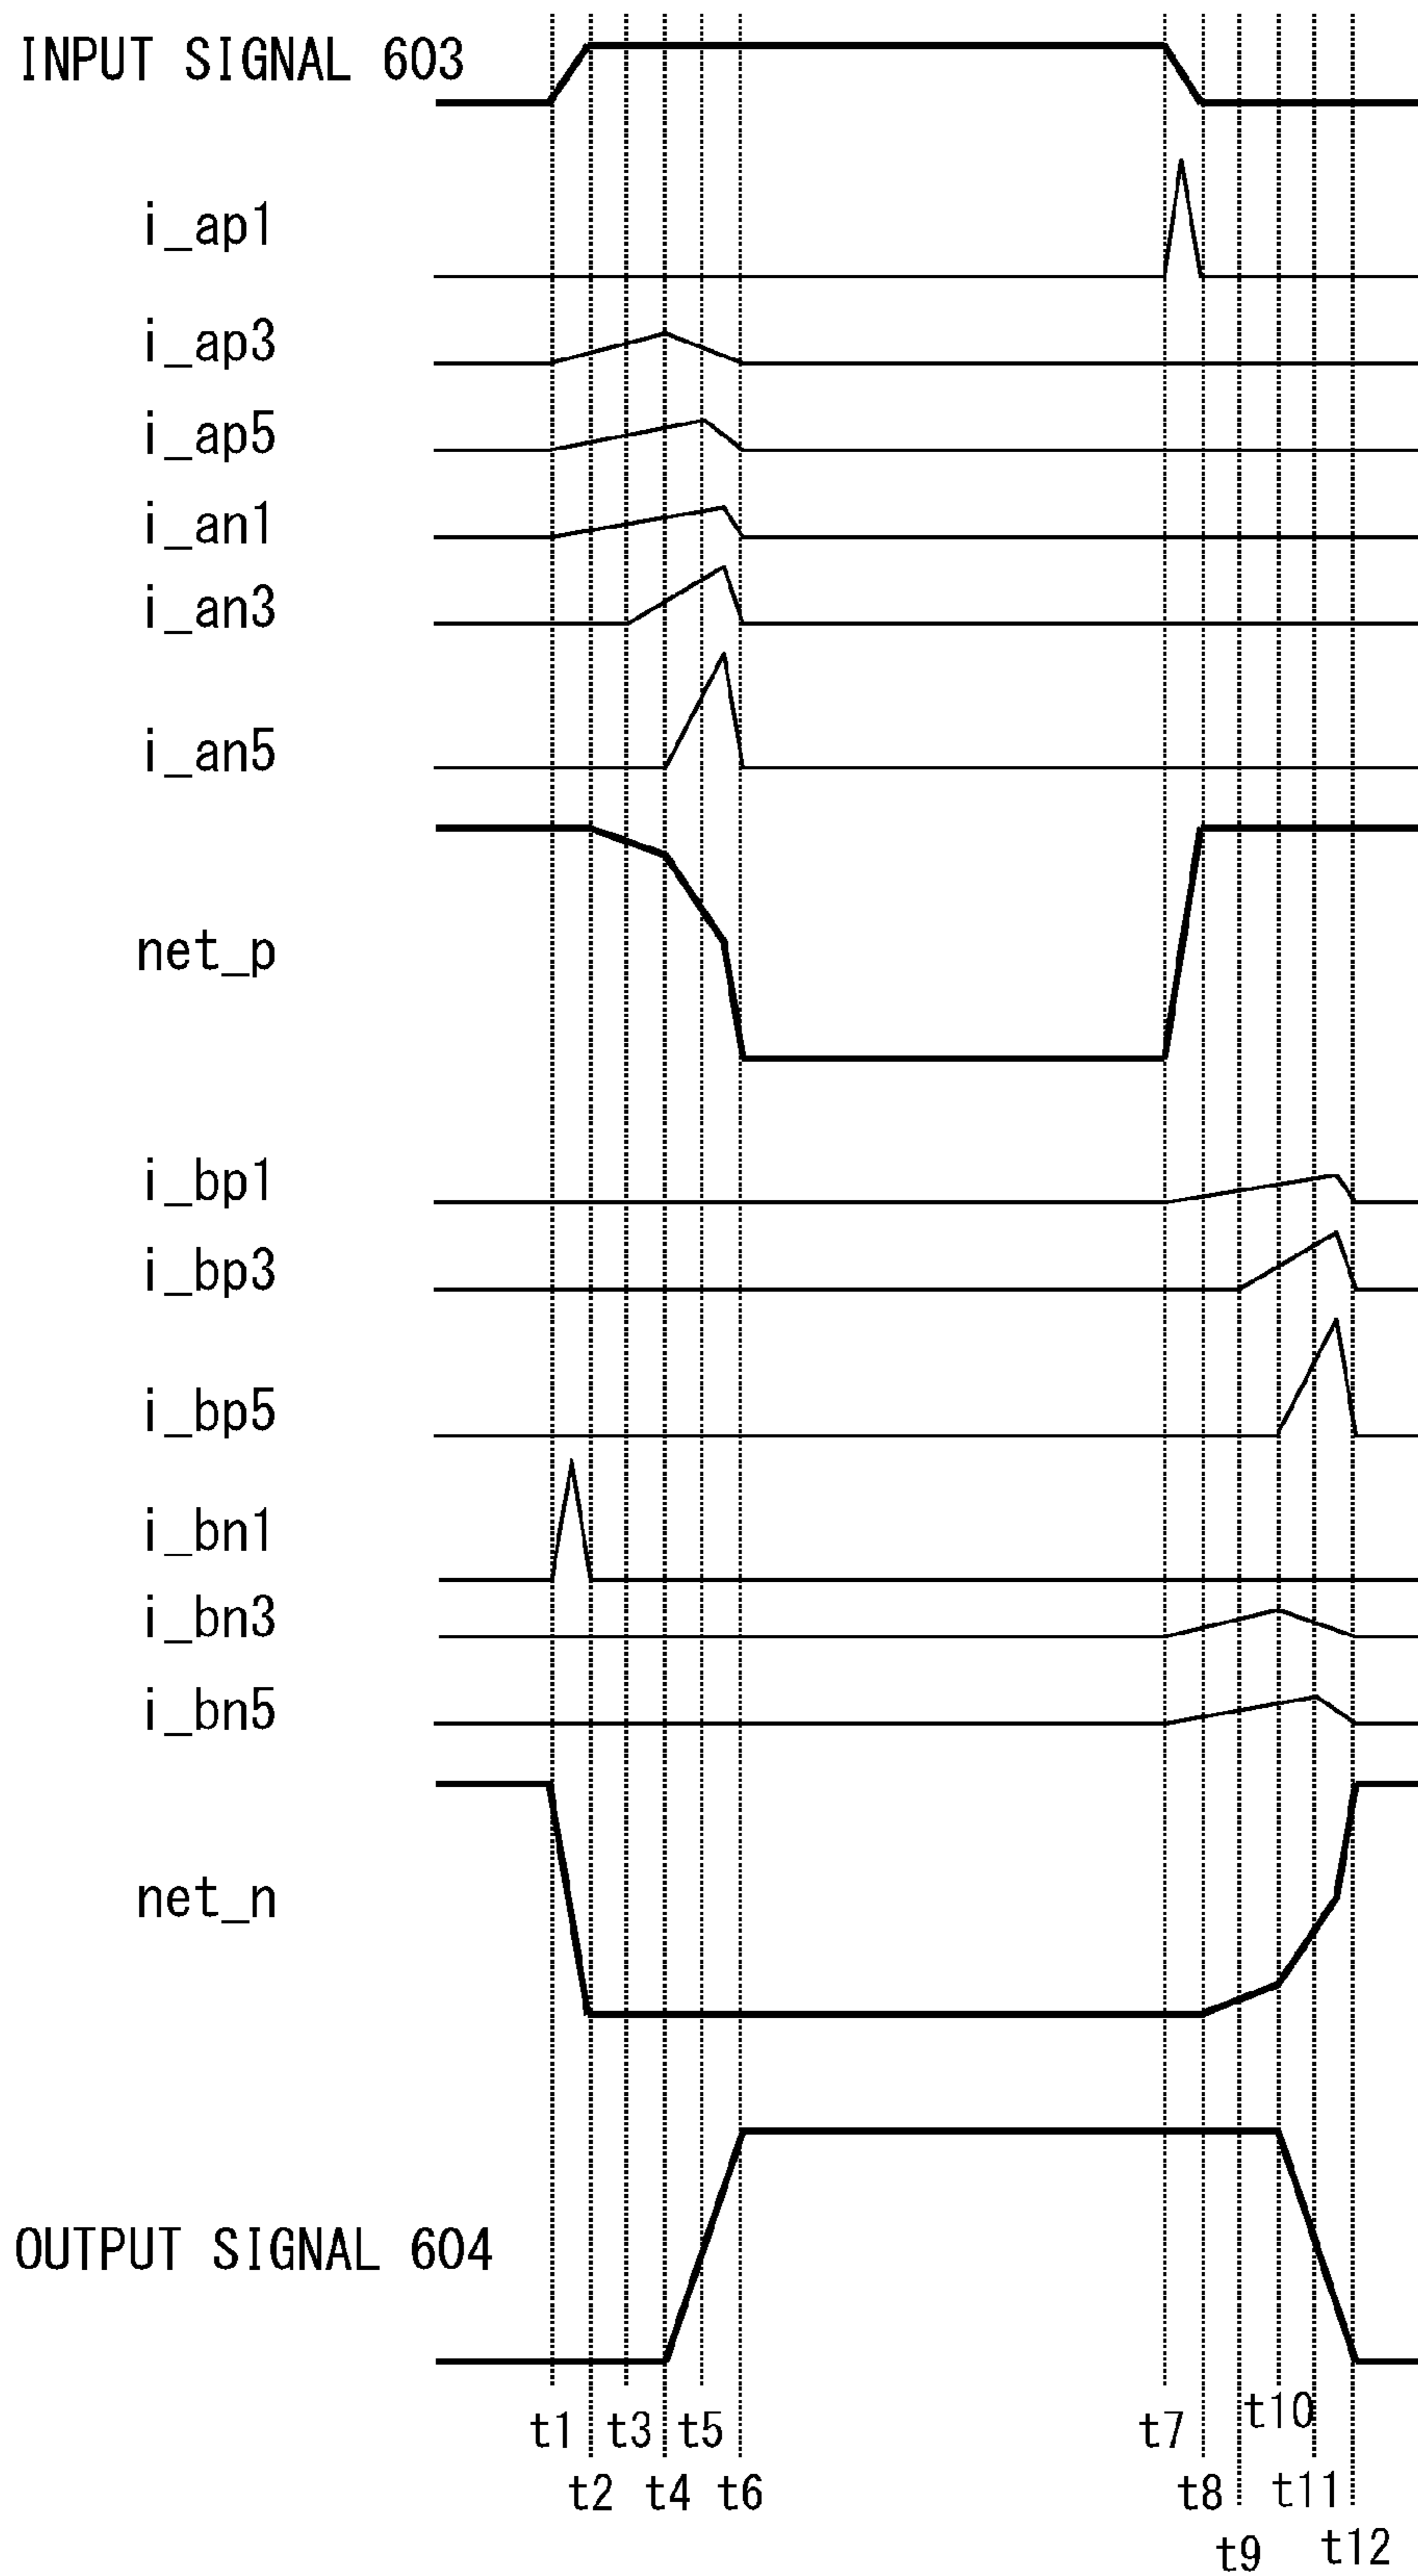 INPUT SIGNAL 603
i_ap1
i_ap3
i_ap5
i_an1
i_an3
i_an5
net_p
i_bp1
i_bp3
i_bp5
i_bn1
i_bn3
i_bn5
net_n
OUTPUT SIGNAL 604
t1 t3 t5 t7 t10
t2 t4 t6 t8 t11
t9 t12